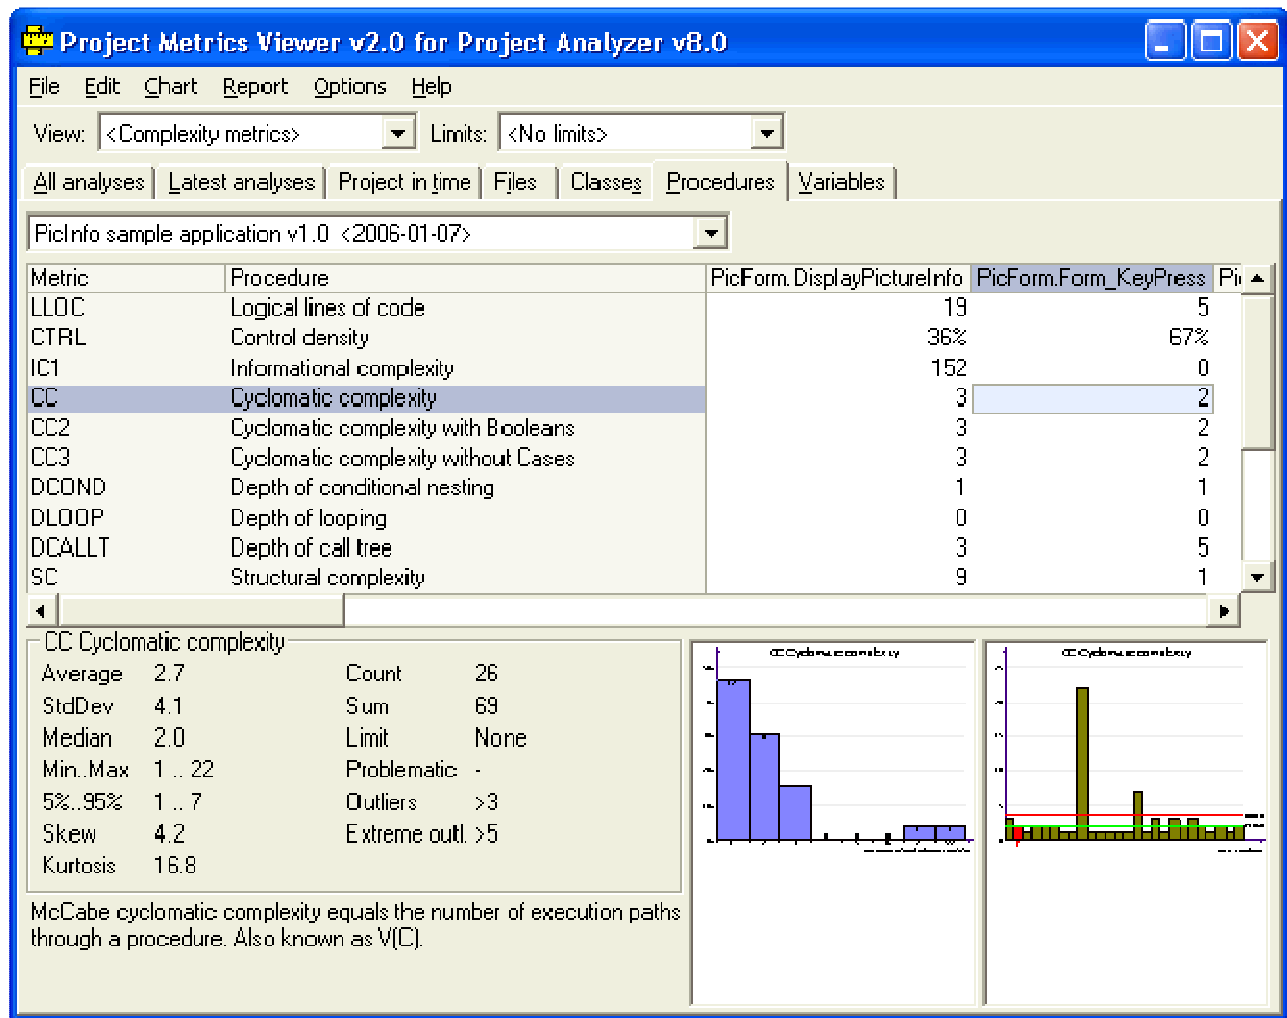 Project Metrics Viewer v2.0 for Project Analyzer v8.0
File Edit Chart Report Options Help
View: <Complexity metrics> Limits: <No limits>
All analyses Latest analyses Project in time Files Classes Procedures Variables
PicInfo sample application v1.0 <2006-01-07>
Metric Procedure PicForm.DisplayPictureInfo PicForm.Form_KeyPress Pi
LLOC Logical lines of code 19 5
CTRL Control density 36% 67%
IC1 Informational complexity 152 0
CC Cyclomatic complexity 3 2
CC2 Cyclomatic complexity with Booleans 3 2
CC3 Cyclomatic complexity without Cases 3 2
DCOND Depth of conditional nesting 1 1
DLOOP Depth of looping 0 0
DCALLT Depth of call tree 3 5
SC Structural complexity 9 1
CC Cyclomatic complexity
Average 2.7 Count 26
StdDev 4.1 Sum 69
Median 2.0 Limit None
Min..Max 1 .. 22 Problematic -
5%..95% 1 .. 7 Outliers >3
Skew 4.2 Extreme outl. >5
Kurtosis 16.8
McCabe cyclomatic complexity equals the number of execution paths
through a procedure. Also known as V(C).
CC Cyclomatic complexity
CC Cyclomatic complexity